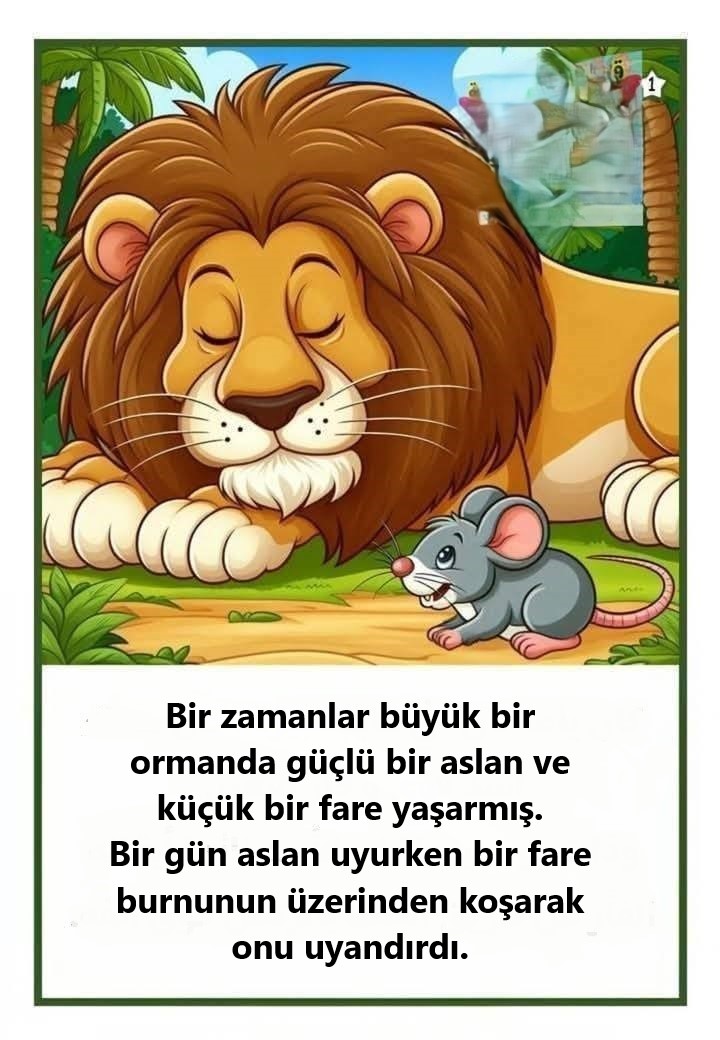 1
Bir zamanlar büyük bir
ormanda güçlü bir aslan ve
küçük bir fare yaşarmış.
Bir gün aslan uyurken bir fare
burnunun üzerinden koşarak
onu uyandırdı.